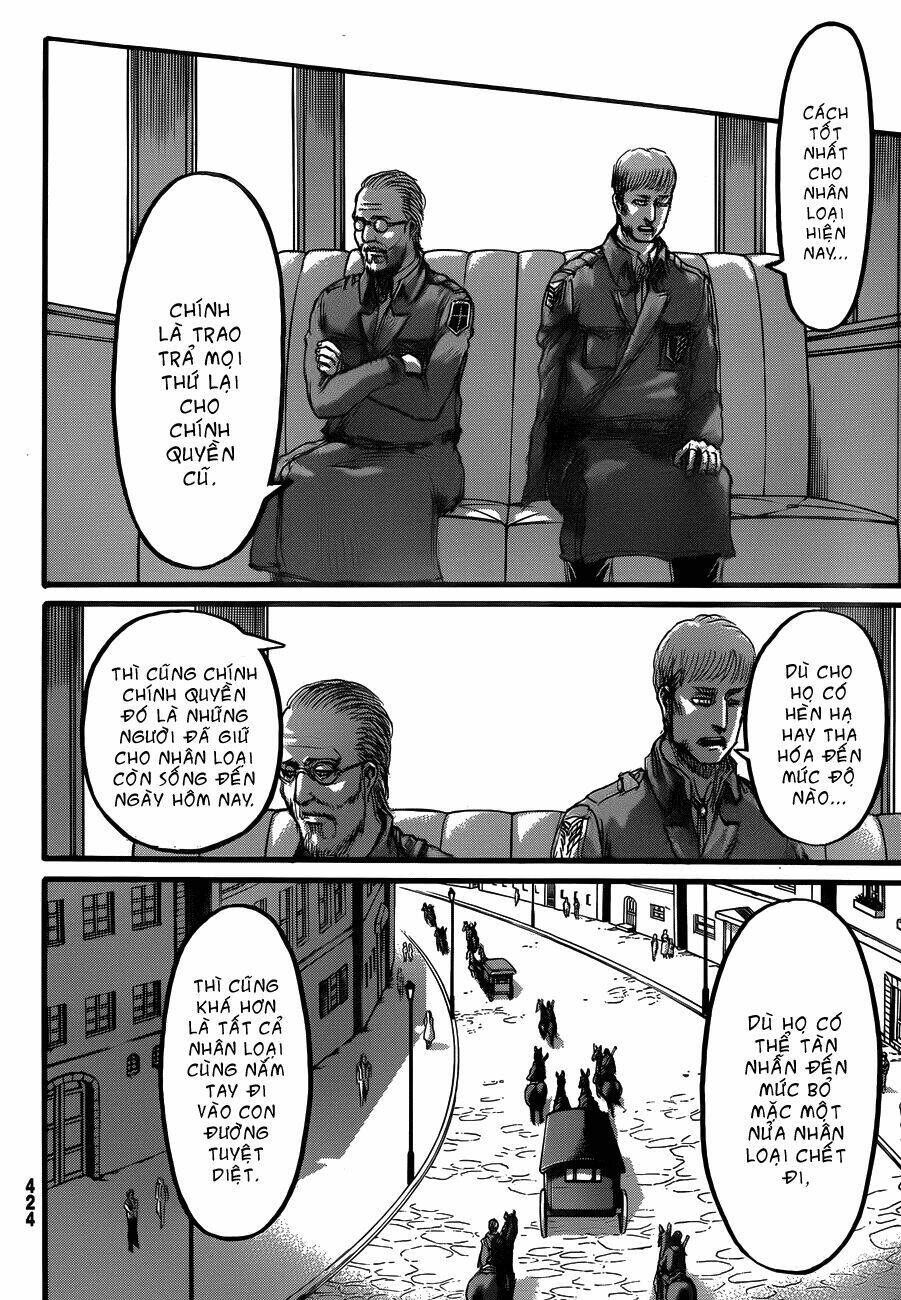 CÁCH
TỐT
NHẤT
CHO
NHÂN
LOẠI
HIỆN
NAY...
CHÍNH
LÀ TRAO
TRẢ MỌI
THỨ LẠI
CHO
CHÍNH
QUYỀN
CŨ.
DÙ CHO
HỌ CÓ
HÈN HẠ
HAY THA
HÓA ĐẾN
MỨC ĐỘ
NÀO...
THÌ CŨNG CHÍNH
CHÍNH QUYỀN
ĐÓ LÀ NHỮNG
NGƯỜI ĐÃ GIỮ
CHO NHÂN LOẠI
CÒN SỐNG ĐẾN
NGÀY HÔM NAY.
DÙ HỌ CÓ
THỂ TÀN
NHẪN ĐẾN
MỨC BỎ
MẶC MỘT
NỬA NHÂN
LOẠI CHẾT
ĐI,
THÌ CŨNG
KHÁ HƠN
LÀ TẤT CẢ
NHÂN LOẠI
CÙNG NẮM
TAY ĐI
VÀO CON
ĐƯỜNG
TUYỆT
DIỆT.
424